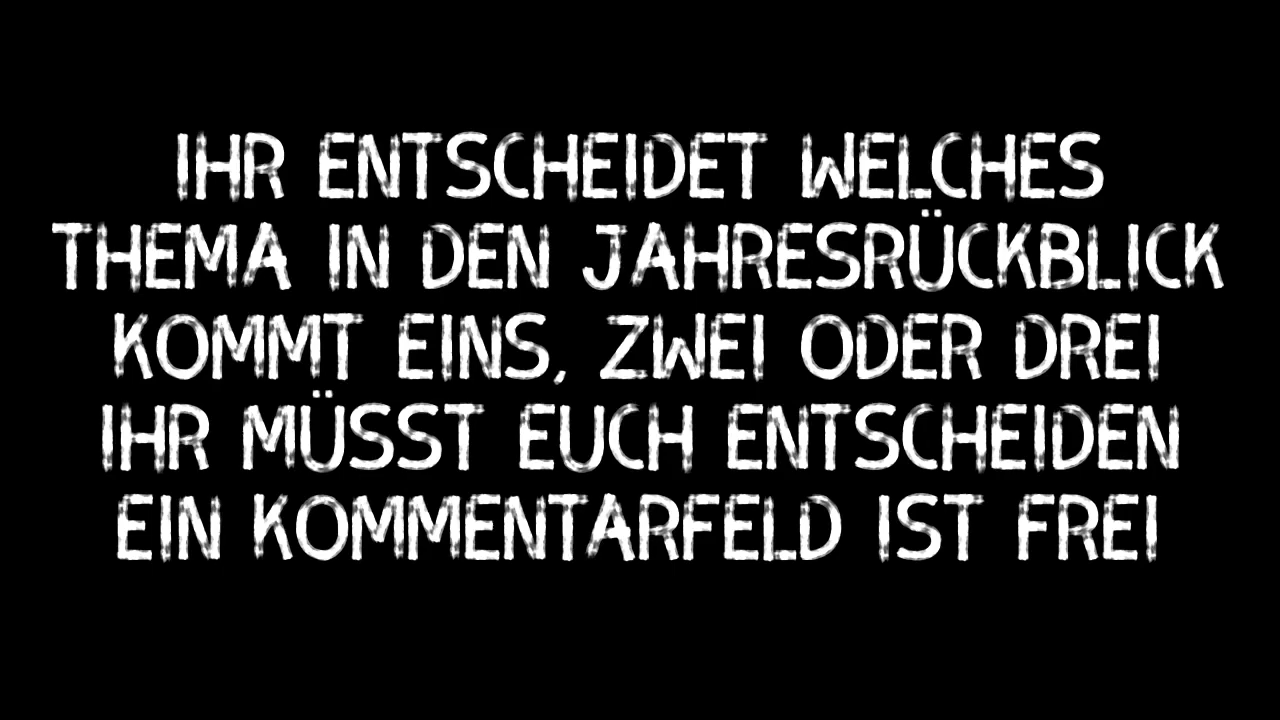 IHR ENTSCHEIDET WELCHES
THEMA IN DEN JAHRESRÜCKBLICK
KOMMT EINS, ZWEI ODER DREI
IHR MÜSST EUCH ENTSCHEIDEN
EIN KOMMENTARFELD IST FREI